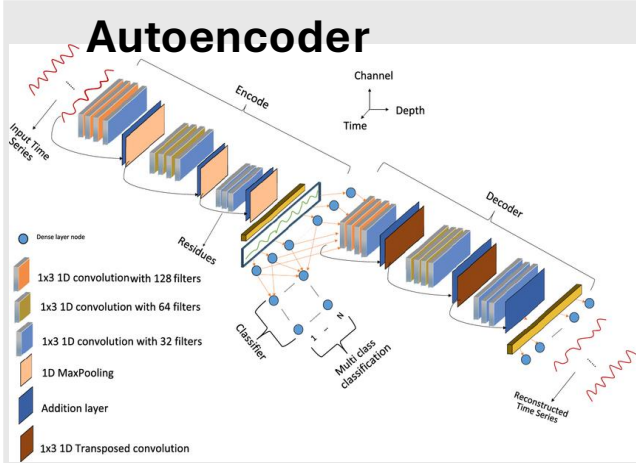 Autoencoder
Encode
Channel
Depth
Time
Input Time
Series
Decoder
Residues
Dense layer node
1x3 1D convolution with 128 filters
1x3 1D convolution with 64 filters
1x3 1D convolution with 32 filters
1D MaxPooling
Addition layer
1x3 1D Transposed convolution
Classifier
1 - N
Multi class
classification
Reconstructed
Time Series